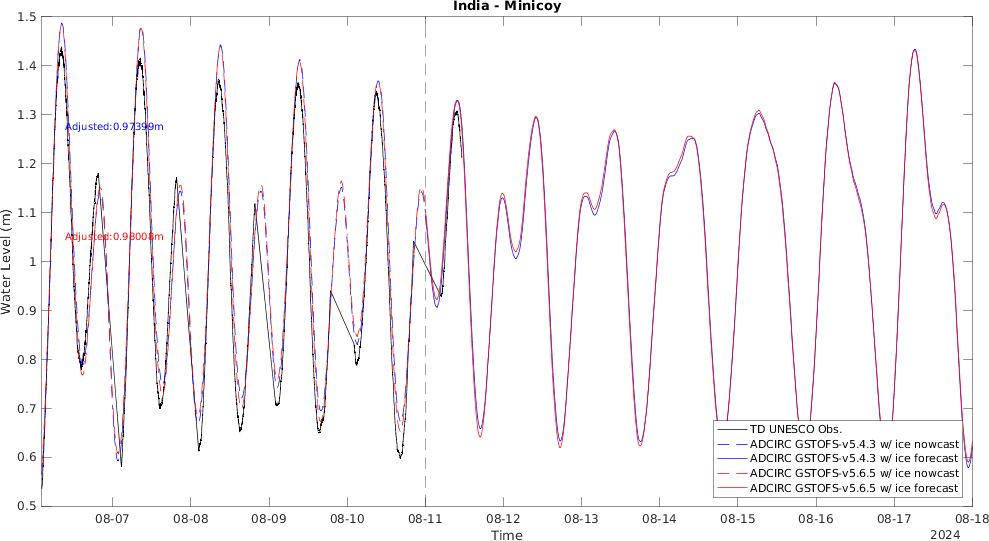 India - Minicoy
1.5
1.4
1.3
1.2
1.1
1
0.9
0.8
0.7
0.6
0.5
Water Level (m)
Adjusted:0.97399m
Adjusted:0.98008m
TD UNESCO Obs.
ADCIRC GSTOFS-v5.4.3 w/ ice nowcast
ADCIRC GSTOFS-v5.4.3 w/ ice forecast
ADCIRC GSTOFS-v5.6.5 w/ ice nowcast
ADCIRC GSTOFS-v5.6.5 w/ ice forecast
08-07 08-08 08-09 08-10 08-11 08-12 08-13 08-14 08-15 08-16 08-17 08-18
Time
2024